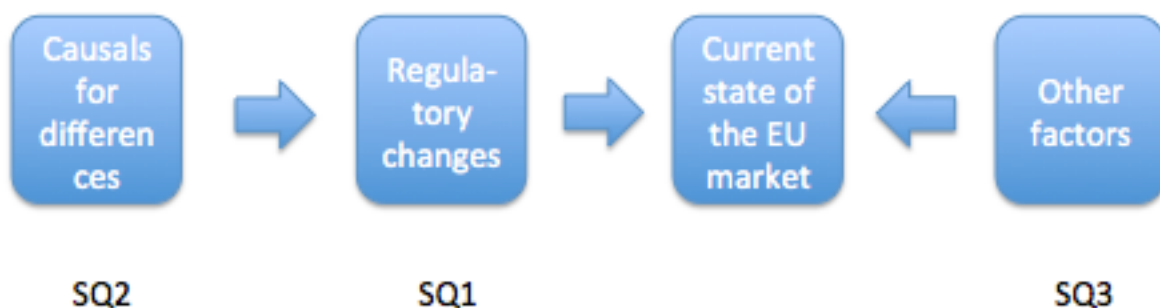 Causals
for
differen
ces
Regula-
tory
changes
Current
state of
the EU
market
Other
factors
SQ2
SQ1
SQ3